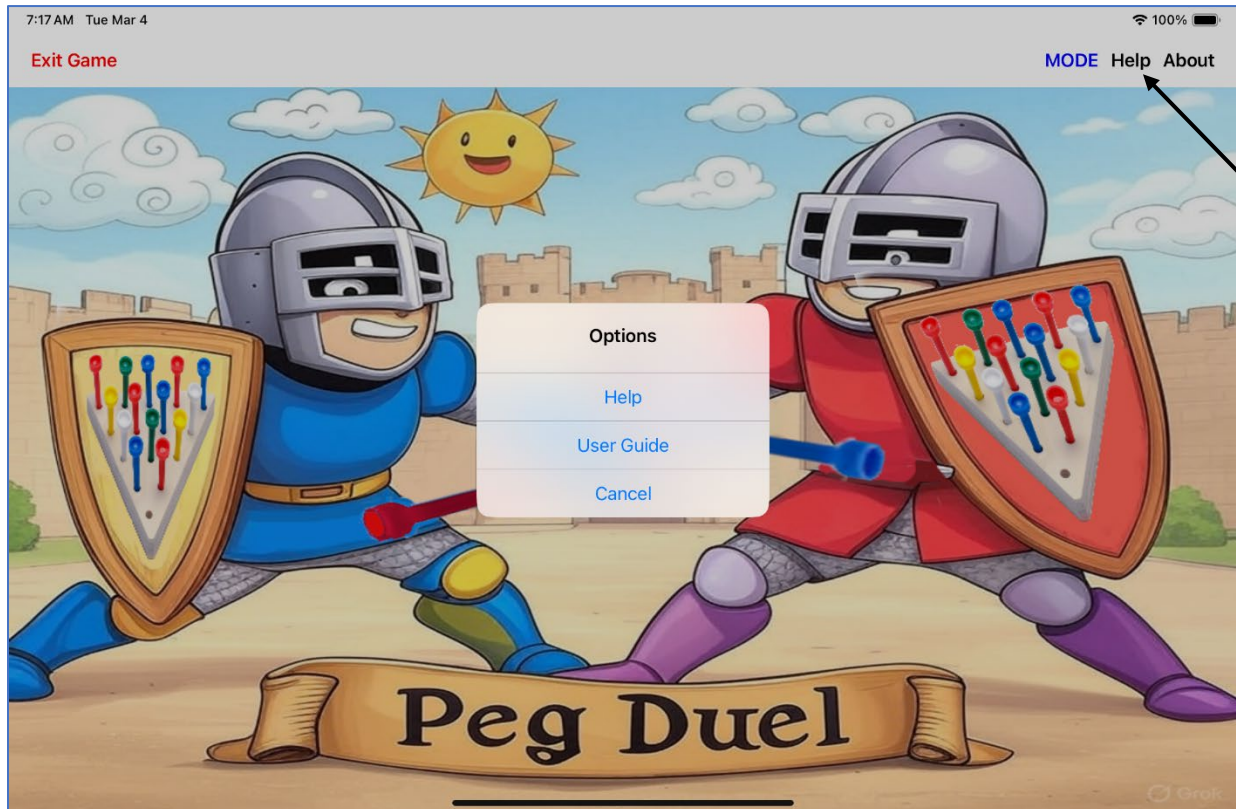 7:17 AM Tue Mar 4 100%
Exit Game MODE Help About
Options
Help
User Guide
Cancel
Peg Duel
Grok